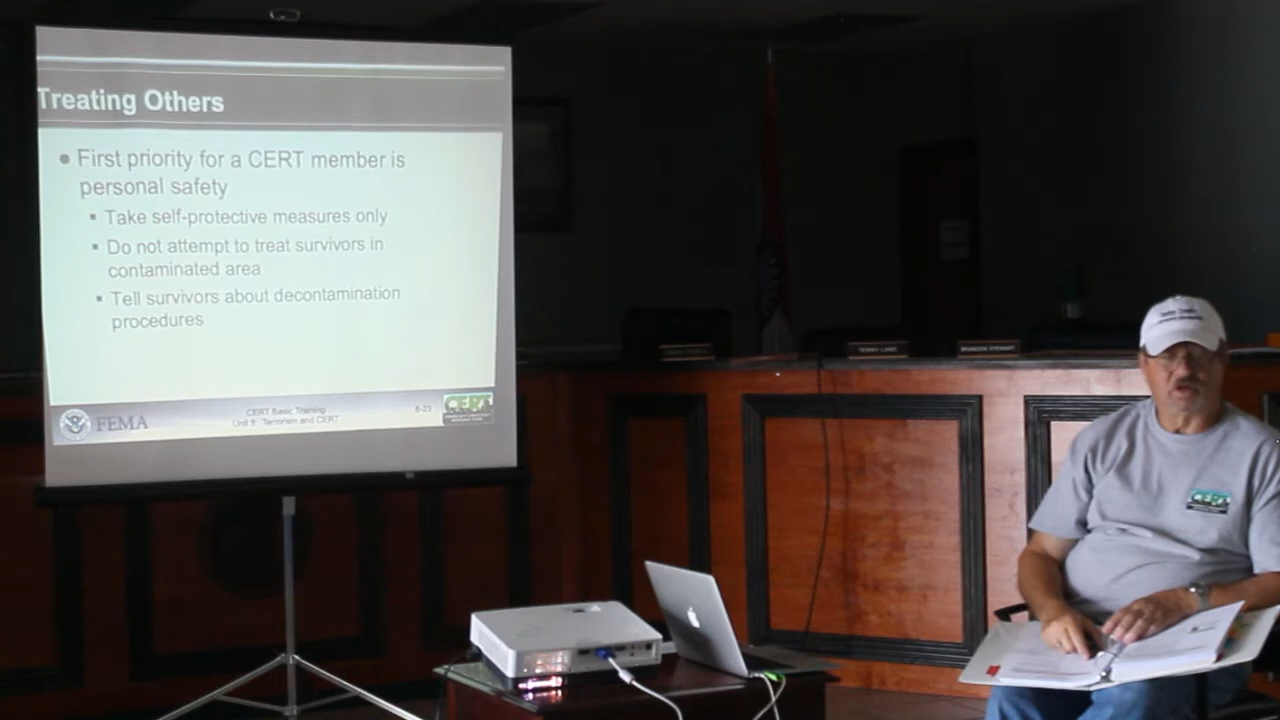 Treating Others
First priority for a CERT member is
personal safety
Take self-protective measures only
Do not attempt to treat survivors in
contaminated area
Tell survivors about decontamination
procedures
FEMA
CERT Basic Training
Unit 8: Terrorism and CERT
8-23
CERT
BRANDON STEWART
CERT